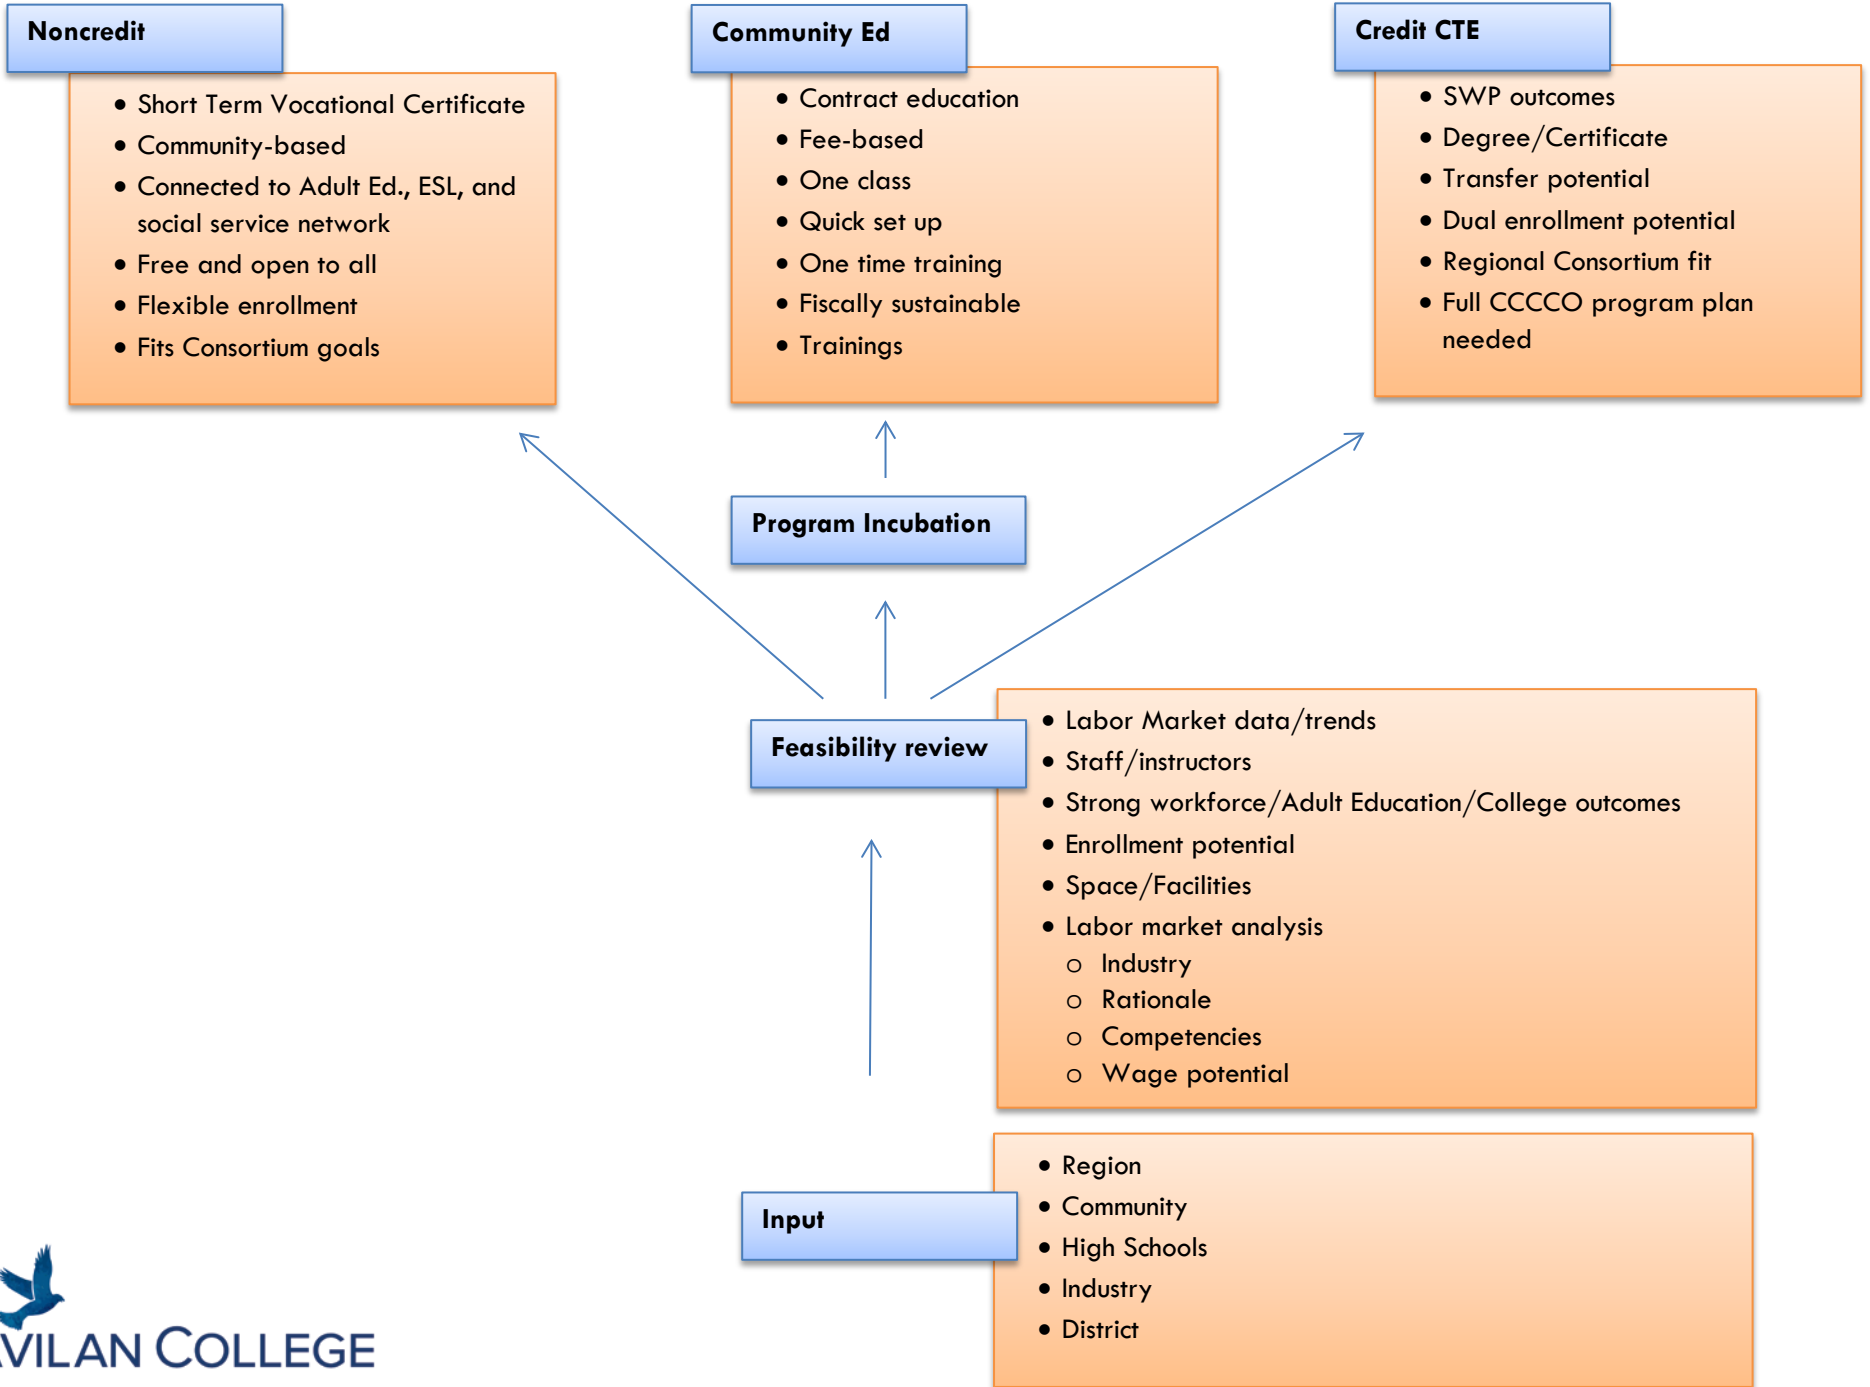 Noncredit
• Short Term Vocational Certificate
• Community-based
• Connected to Adult Ed., ESL, and
social service network
• Free and open to all
• Flexible enrollment
• Fits Consortium goals
Community Ed
• Contract education
• Fee-based
• One class
• Quick set up
• One time training
• Fiscally sustainable
• Trainings
Credit CTE
• SWP outcomes
• Degree/Certificate
• Transfer potential
• Dual enrollment potential
• Regional Consortium fit
• Full CCCCO program plan
needed
Program Incubation
Feasibility review
• Labor Market data/trends
• Staff/instructors
• Strong workforce/Adult Education/College outcomes
• Enrollment potential
• Space/Facilities
• Labor market analysis
o Industry
o Rationale
o Competencies
o Wage potential
Input
• Region
• Community
• High Schools
• Industry
• District
AVILAN COLLEGE